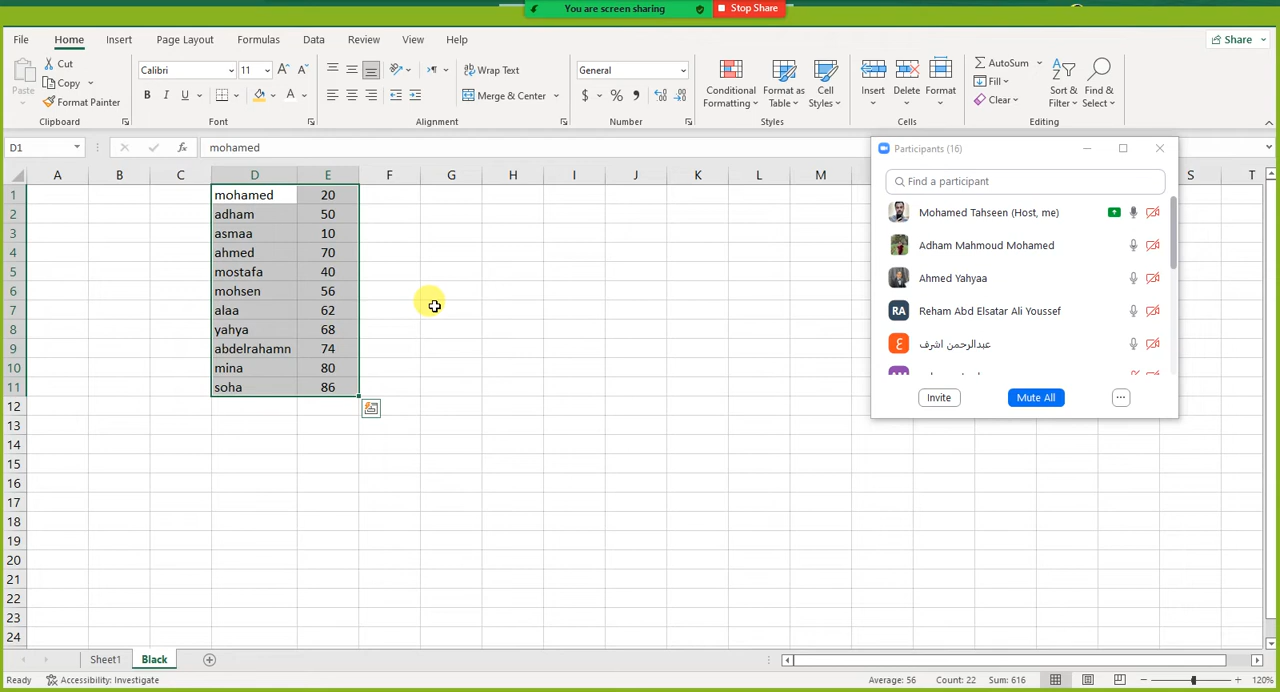 You are screen sharing
Stop Share
File Home Insert Page Layout Formulas Data Review View Help Share
Paste Cut Copy Format Painter Clipboard
Calibri 11 B I U Font
Wrap Text Merge & Center Alignment
General $ % Number
Conditional Formatting Format as Table Cell Styles Styles
Insert Delete Format Cells
AutoSum Fill Clear Sort & Filter Find & Select Editing
D1 fx mohamed
A B C D E F G H I J K L M S T
1 mohamed 20
2 adham 50
3 asmaa 10
4 ahmed 70
5 mostafa 40
6 mohsen 56
7 alaa 62
8 yahya 68
9 abdelrahamn 74
10 mina 80
11 soha 86
12
13
14
15
16
17
18
19
20
21
22
23
24
Participants (16)
Find a participant
Mohamed Tahseen (Host, me)
Adham Mahmoud Mohamed
Ahmed Yahyaa
RA Reham Abd Elsatar Ali Youssef
ع عبدالرحمن اشرف
Invite Mute All ...
Sheet1 Black
Ready Accessibility: Investigate Average: 56 Count: 22 Sum: 616 120%